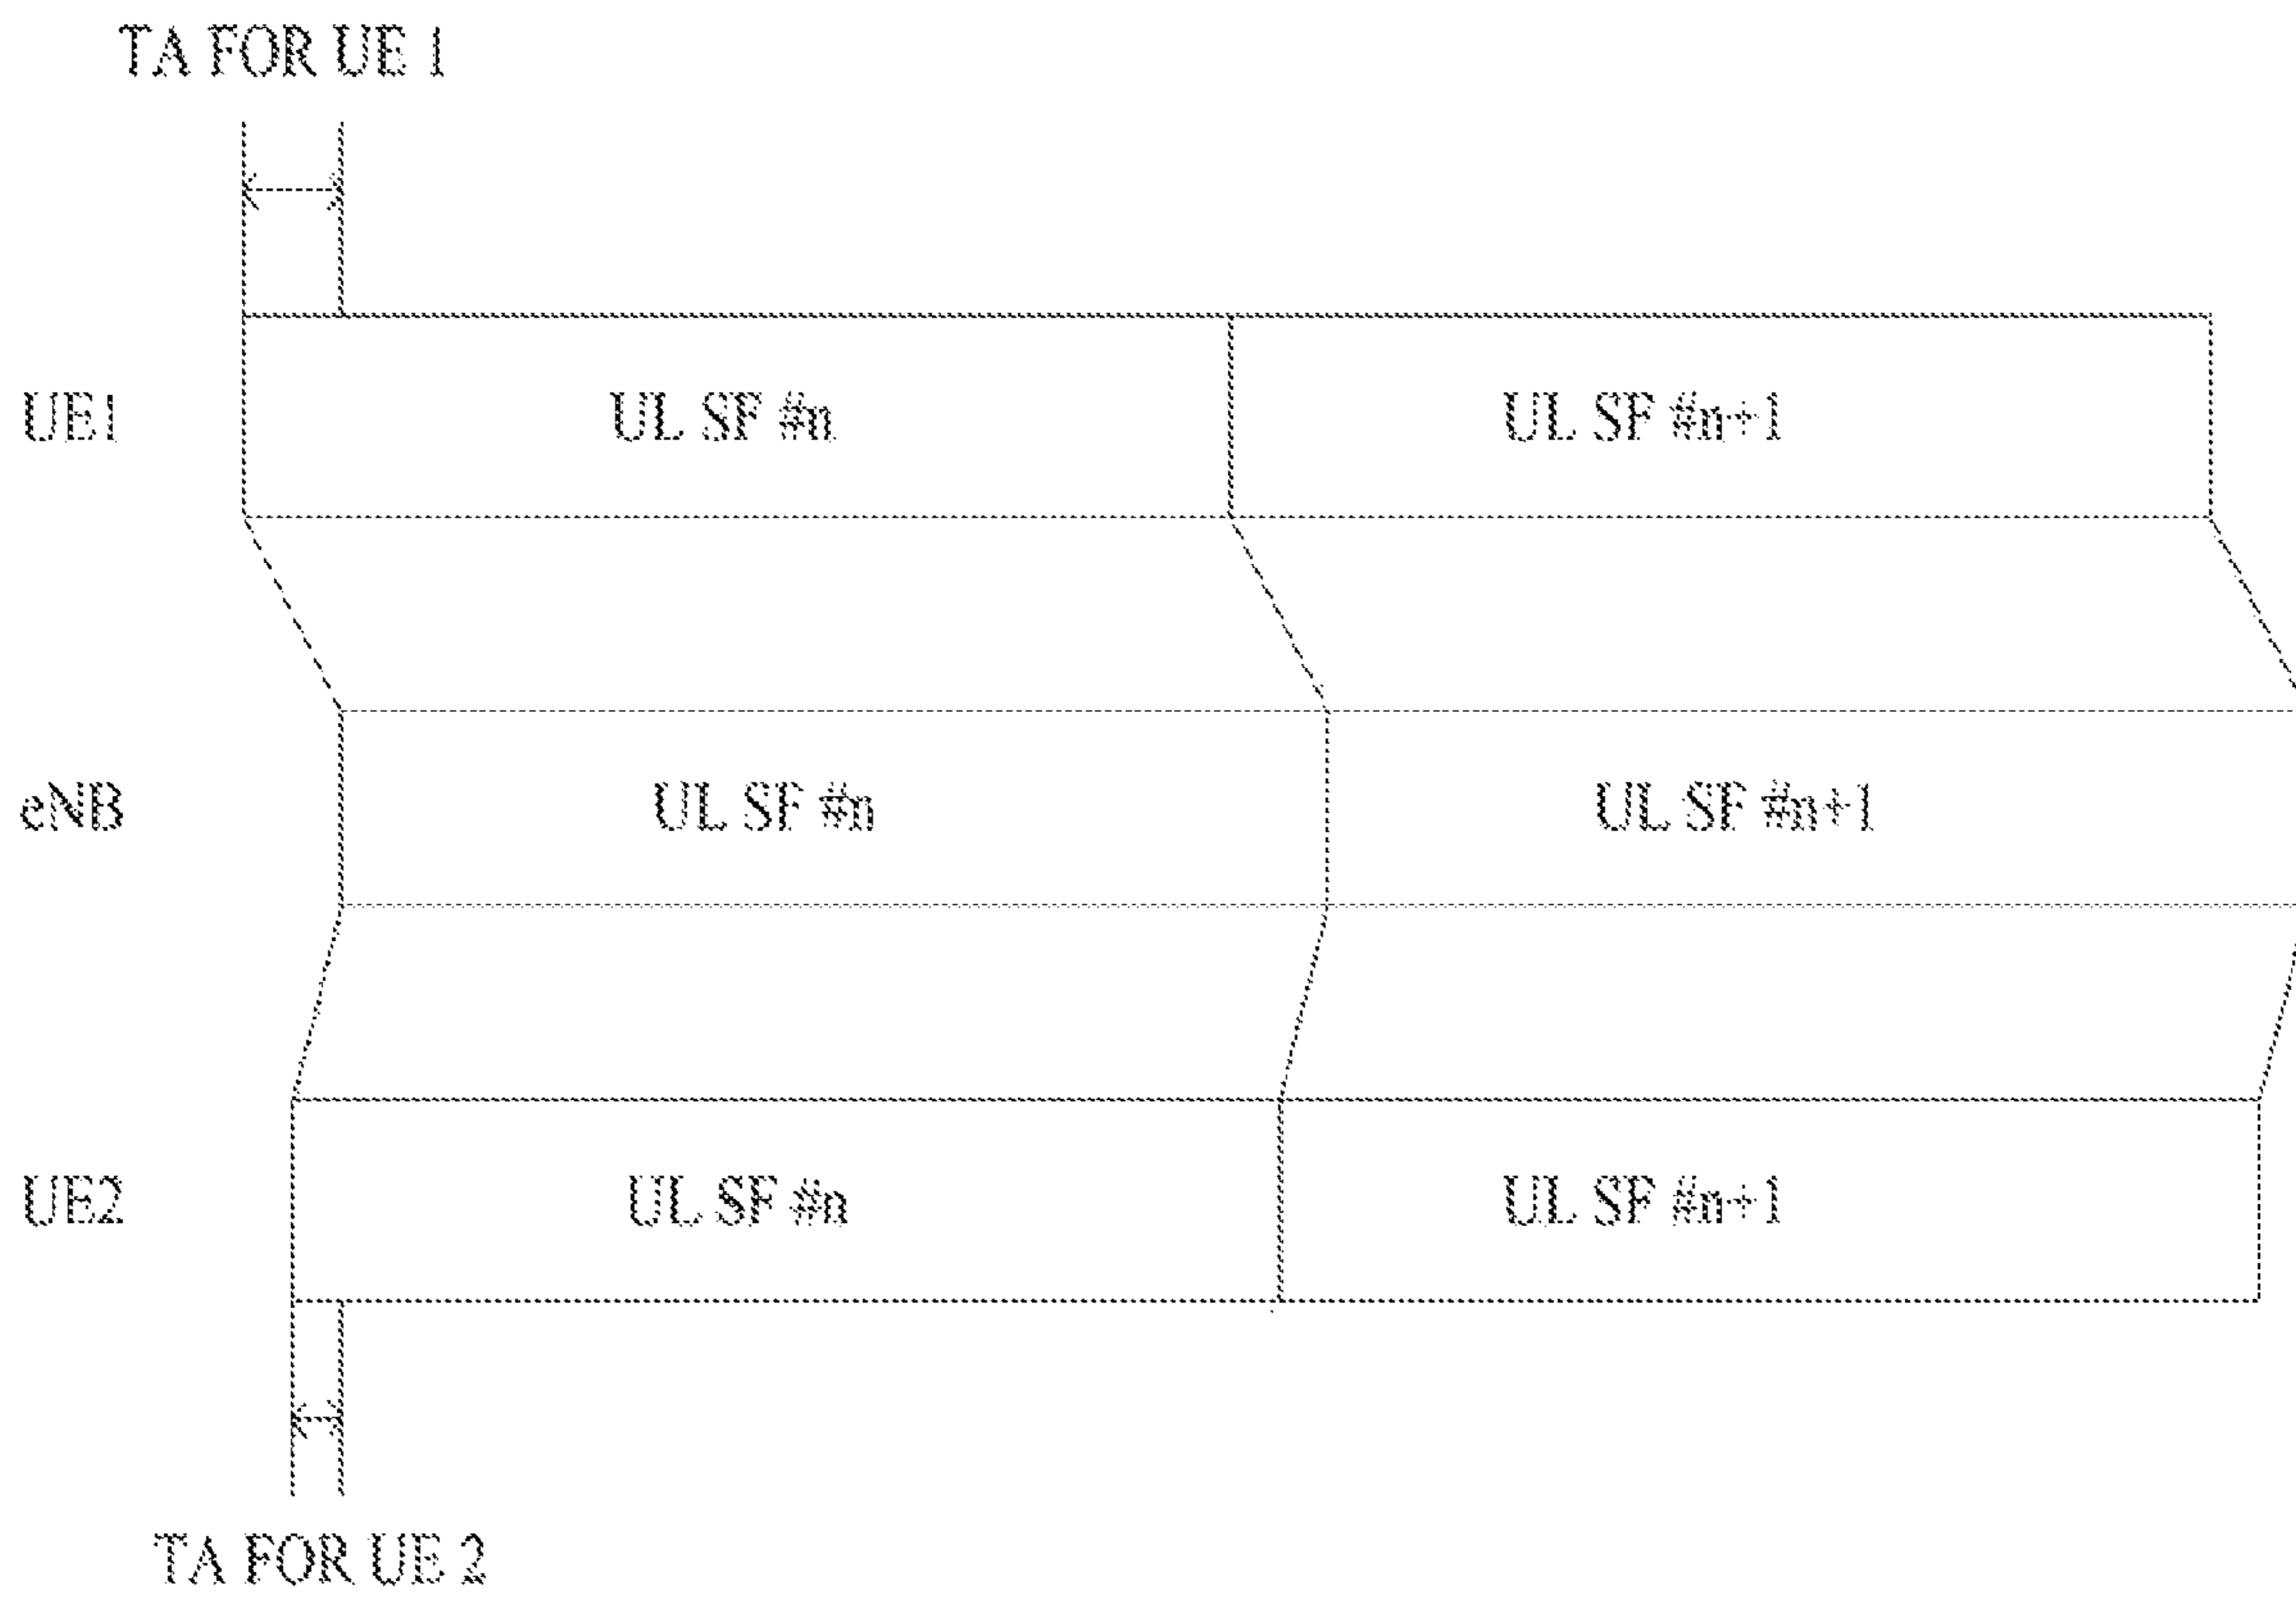 TA FOR UE 1
UE1 UL SF #n UL SF #n+1
eNB UL SF #n UL SF #n+1
UE2 UL SF #n UL SF #n+1
TA FOR UE 2